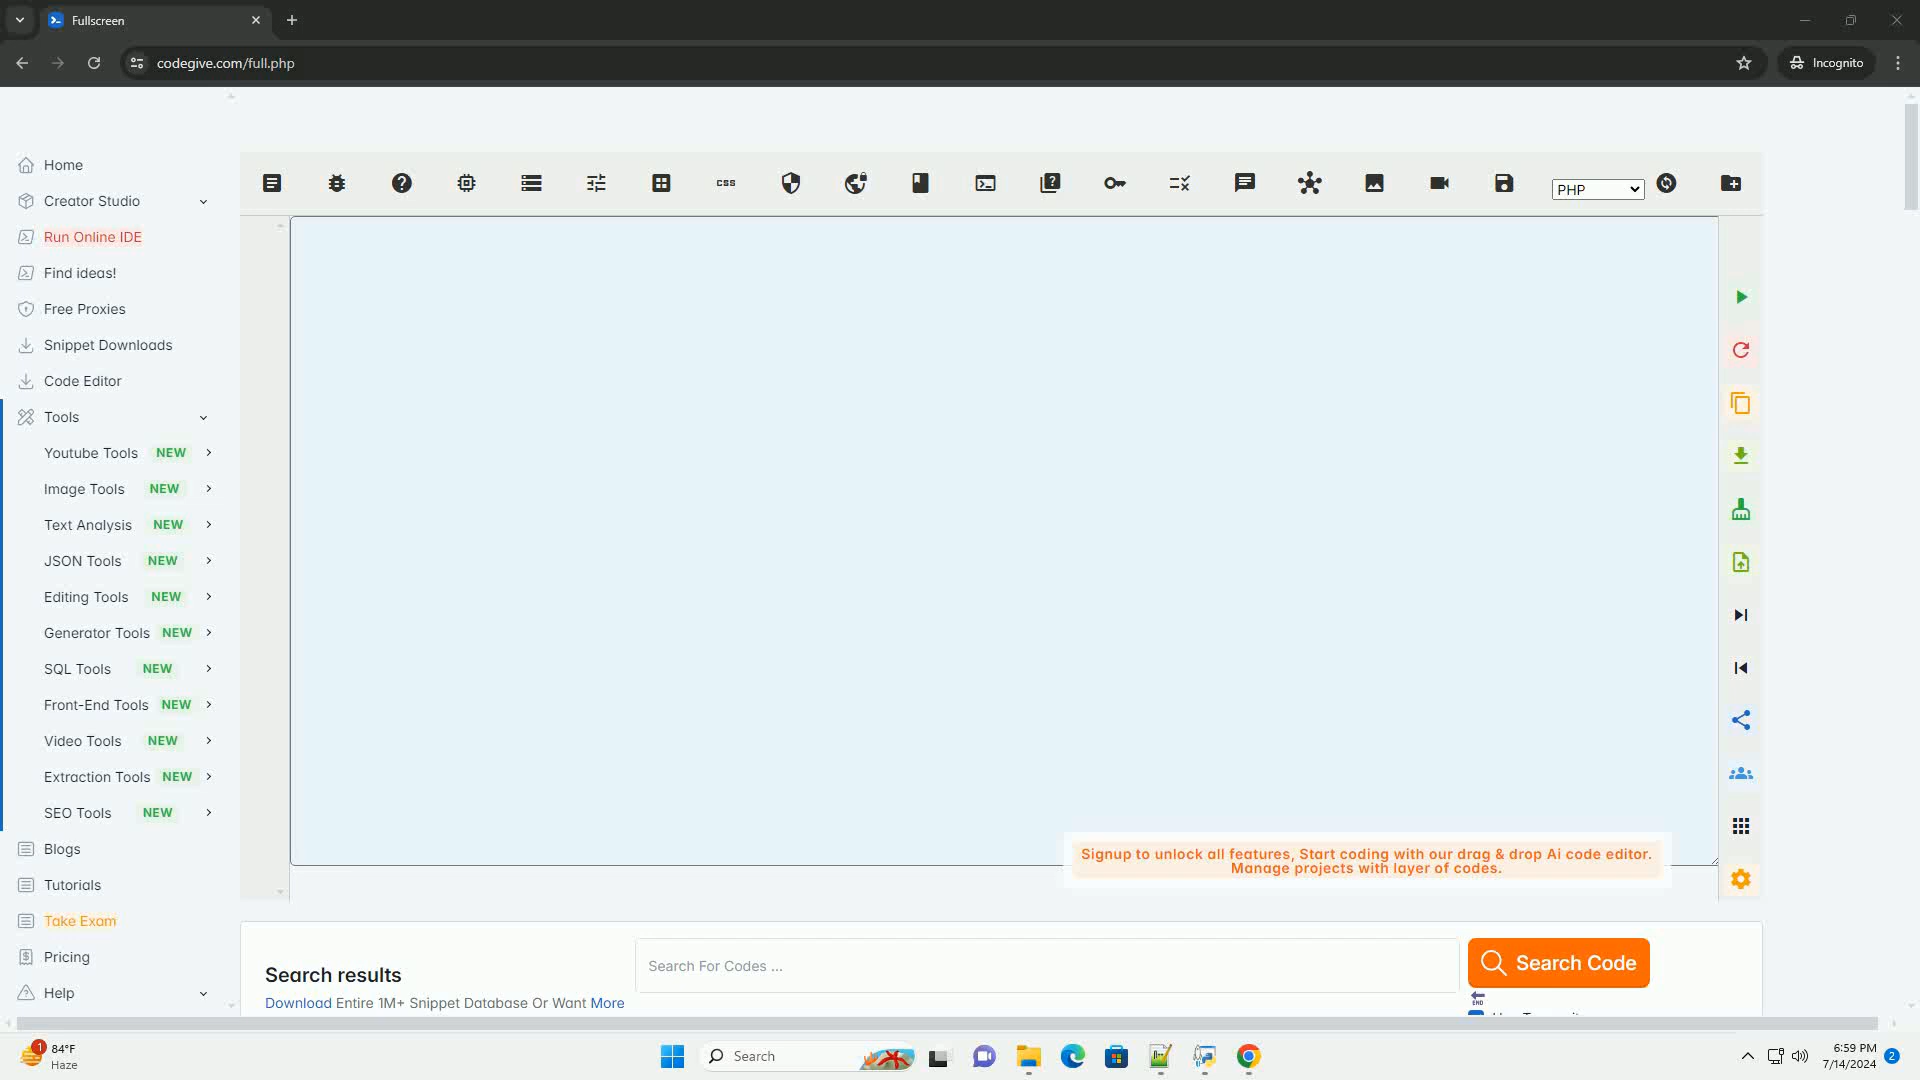 Fullscreen
codegive.com/full.php
Incognito
Home
Creator Studio
Run Online IDE
Find ideas!
Free Proxies
Snippet Downloads
Code Editor
Tools
Youtube Tools NEW
Image Tools NEW
Text Analysis NEW
JSON Tools NEW
Editing Tools NEW
Generator Tools NEW
SQL Tools NEW
Front-End Tools NEW
Video Tools NEW
Extraction Tools NEW
SEO Tools NEW
Blogs
Tutorials
Take Exam
Pricing
Help
css
PHP
Signup to unlock all features, Start coding with our drag & drop Ai code editor.
Manage projects with layer of codes.
Search results
Download Entire 1M+ Snippet Database Or Want More
Search For Codes ...
Search Code
END
1
84°F
Haze
Search
6:59 PM
7/14/2024
2